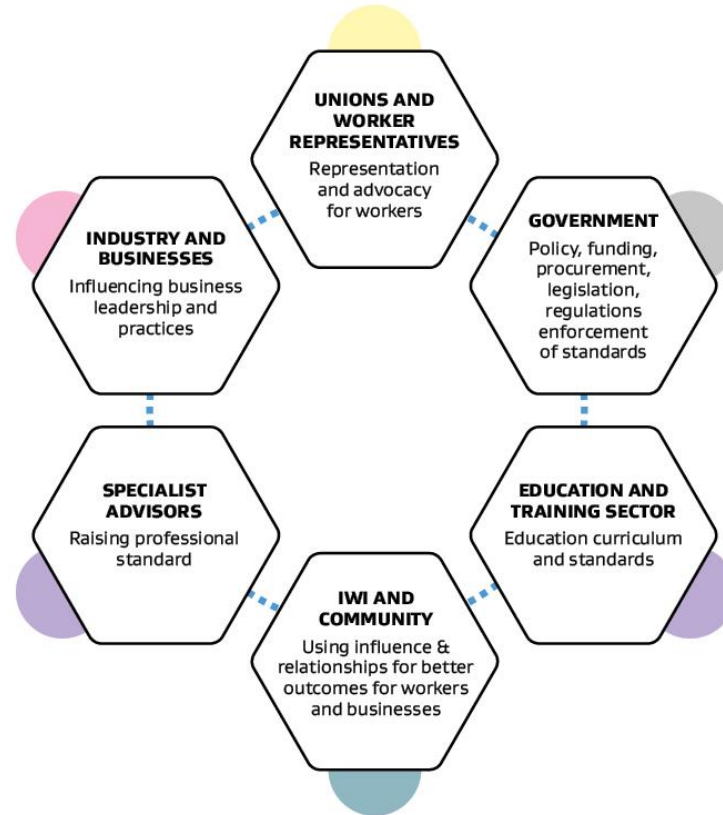 UNIONS AND
WORKER
REPRESENTATIVES
Representation
and advocacy
for workers
GOVERNMENT
Policy, funding,
procurement,
legislation,
regulations
enforcement
of standards
EDUCATION AND
TRAINING SECTOR
Education curriculum
and standards
IWI AND
COMMUNITY
Using influence &
relationships for better
outcomes for workers
and businesses
SPECIALIST
ADVISORS
Raising professional
standard
INDUSTRY AND
BUSINESSES
Influencing business
leadership and
practices